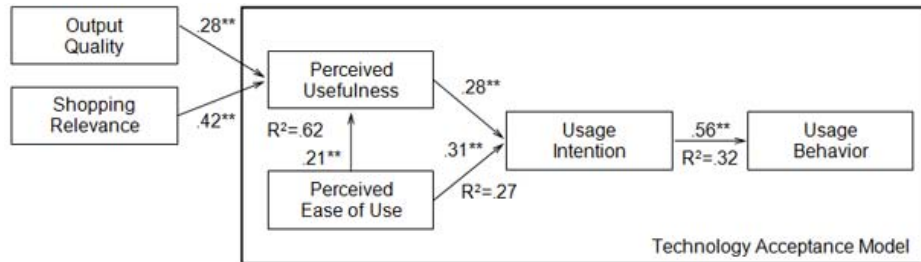 Output
Quality
.28**
Shopping
Relevance
.42**
Perceived
Usefulness
R²=.62
.21**
Perceived
Ease of Use
.28**
.31**
R²=.27
Usage
Intention
.56**
R²=.32
Usage
Behavior
Technology Acceptance Model